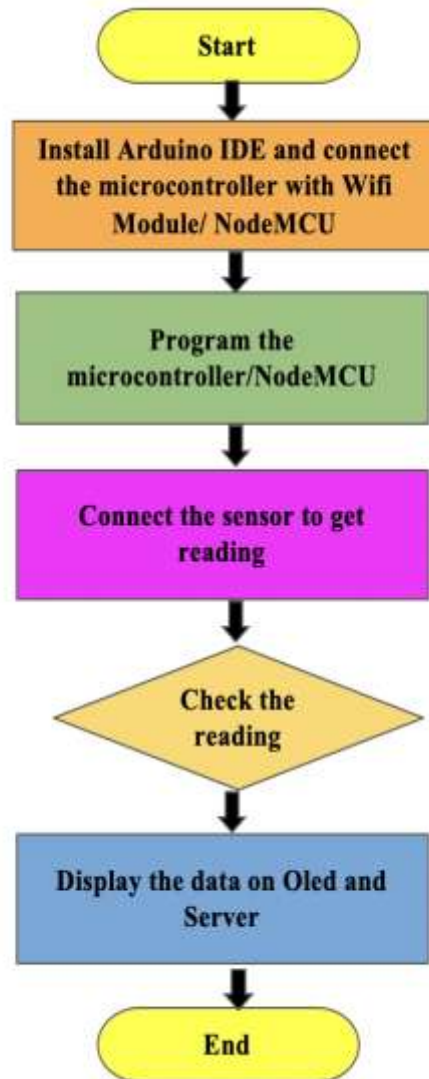 Start
Install Arduino IDE and connect
the microcontroller with Wifi
Module/ NodeMCU
Program the
microcontroller/NodeMCU
Connect the sensor to get
reading
Check the
reading
Display the data on Oled and
Server
End